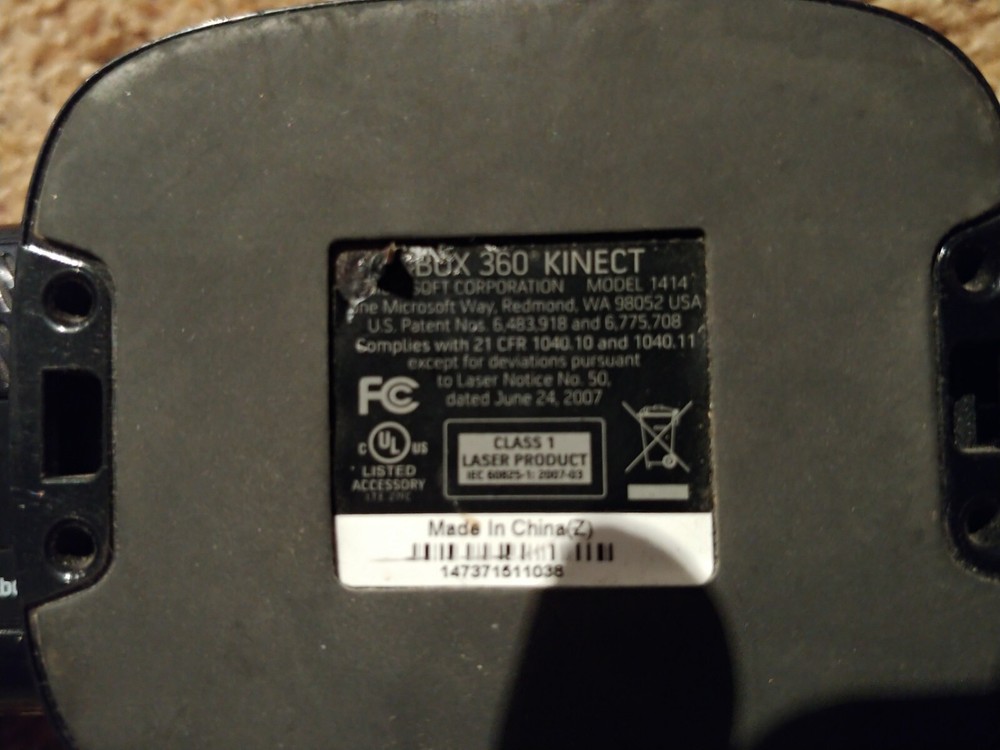 BOX 360 KINECT
SOFT CORPORATION MODEL 1414
One Microsoft Way, Redmond, WA 98052 USA
U.S. Patent Nos. 6,483,918 and 6,775,708
Complies with 21 CFR 1040.10 and 1040.11
except for deviations pursuant
to Laser Notice No. 50,
dated June 24, 2007
FC
C UL US
LISTED
ACCESSORY
CLASS 1
LASER PRODUCT
IEC 60825-1: 2007-03
Made In China(Z)
147371511038